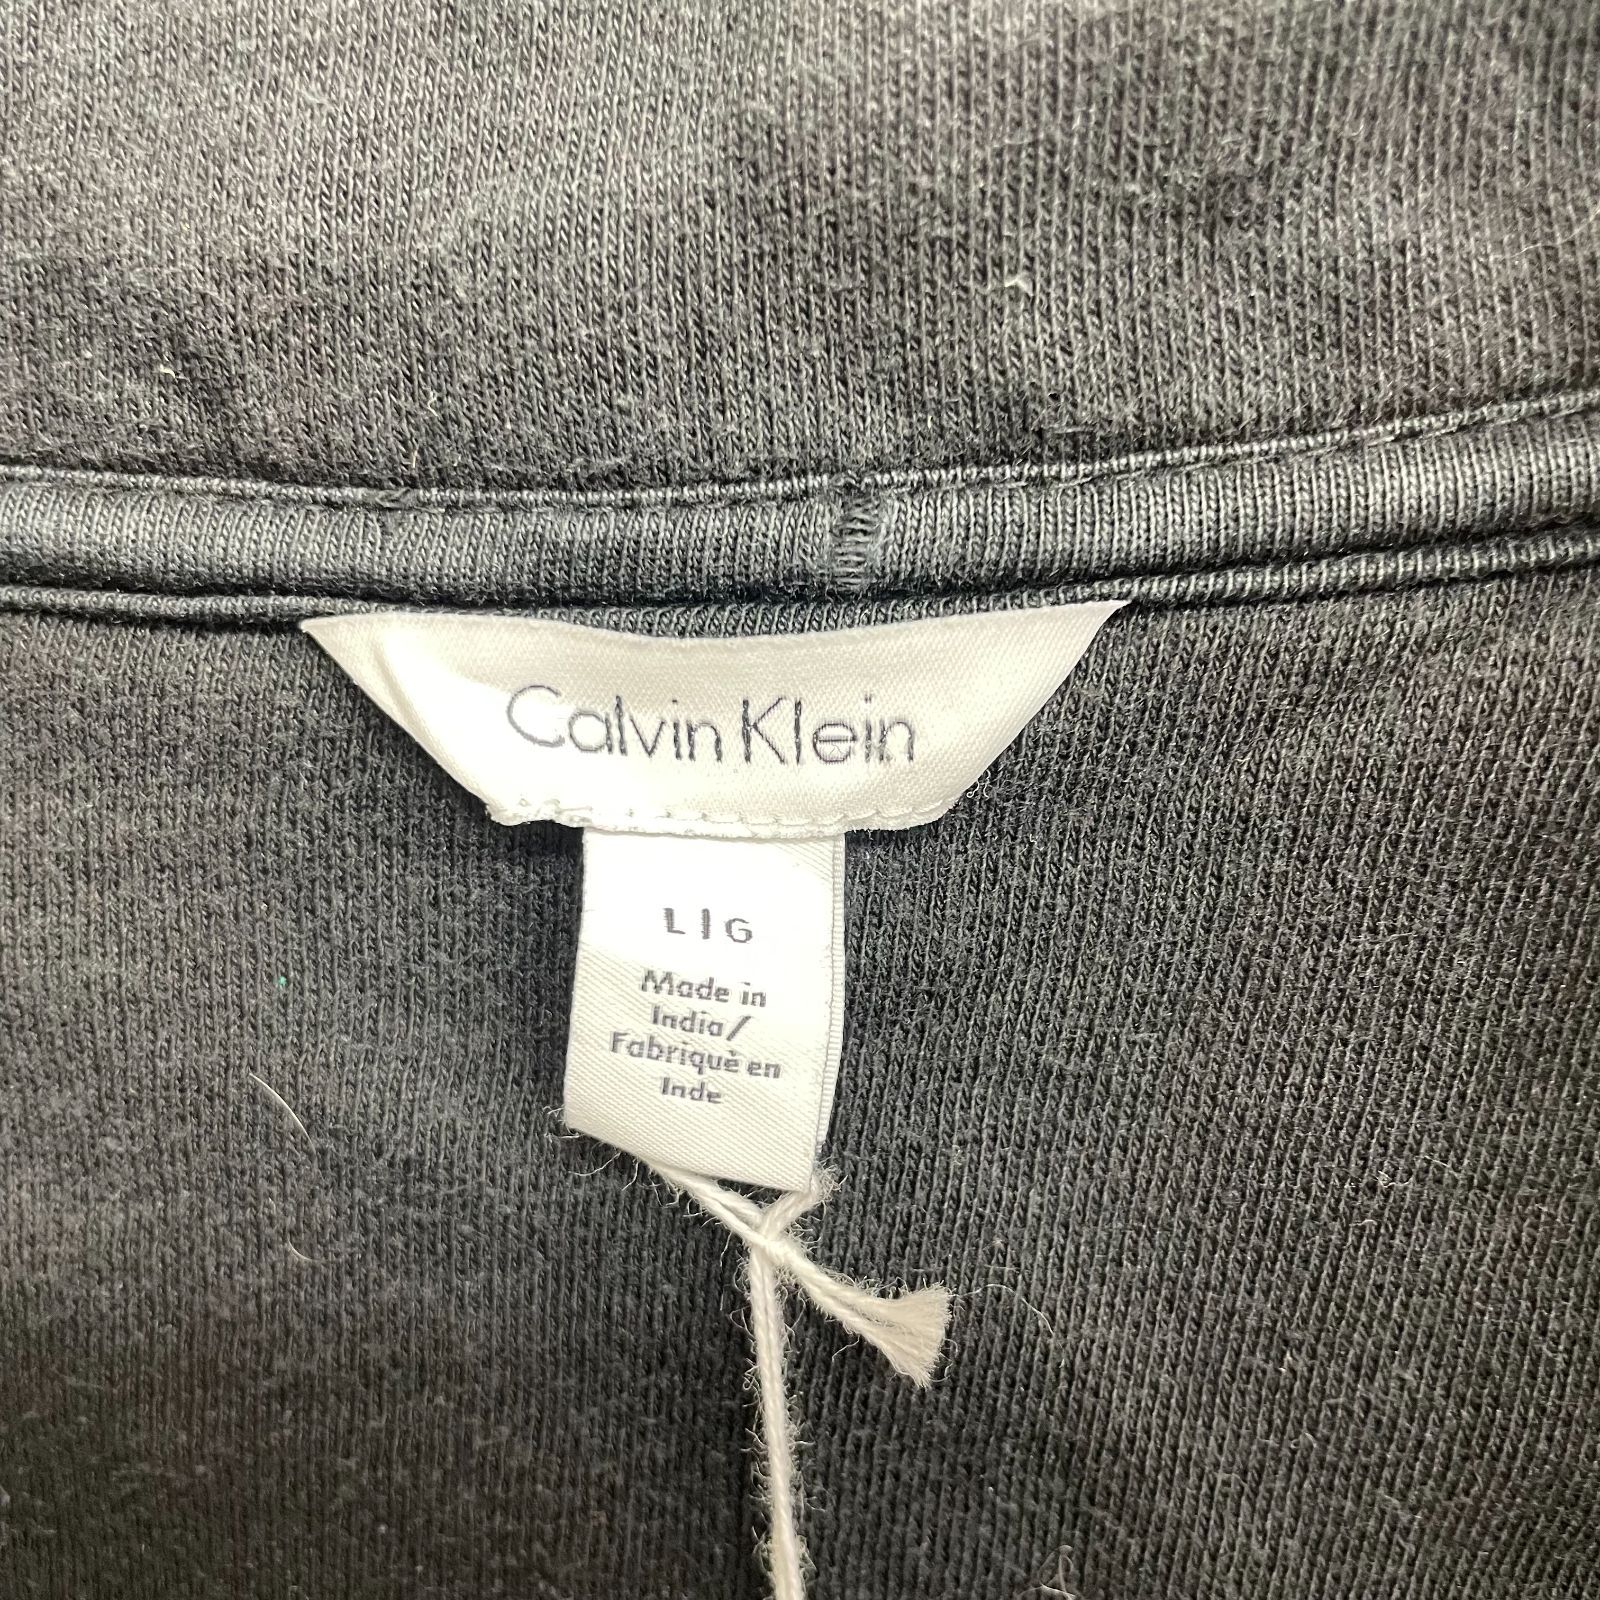 Calvin Klein
L | G
Made in
India/
Fabriqué en
Inde